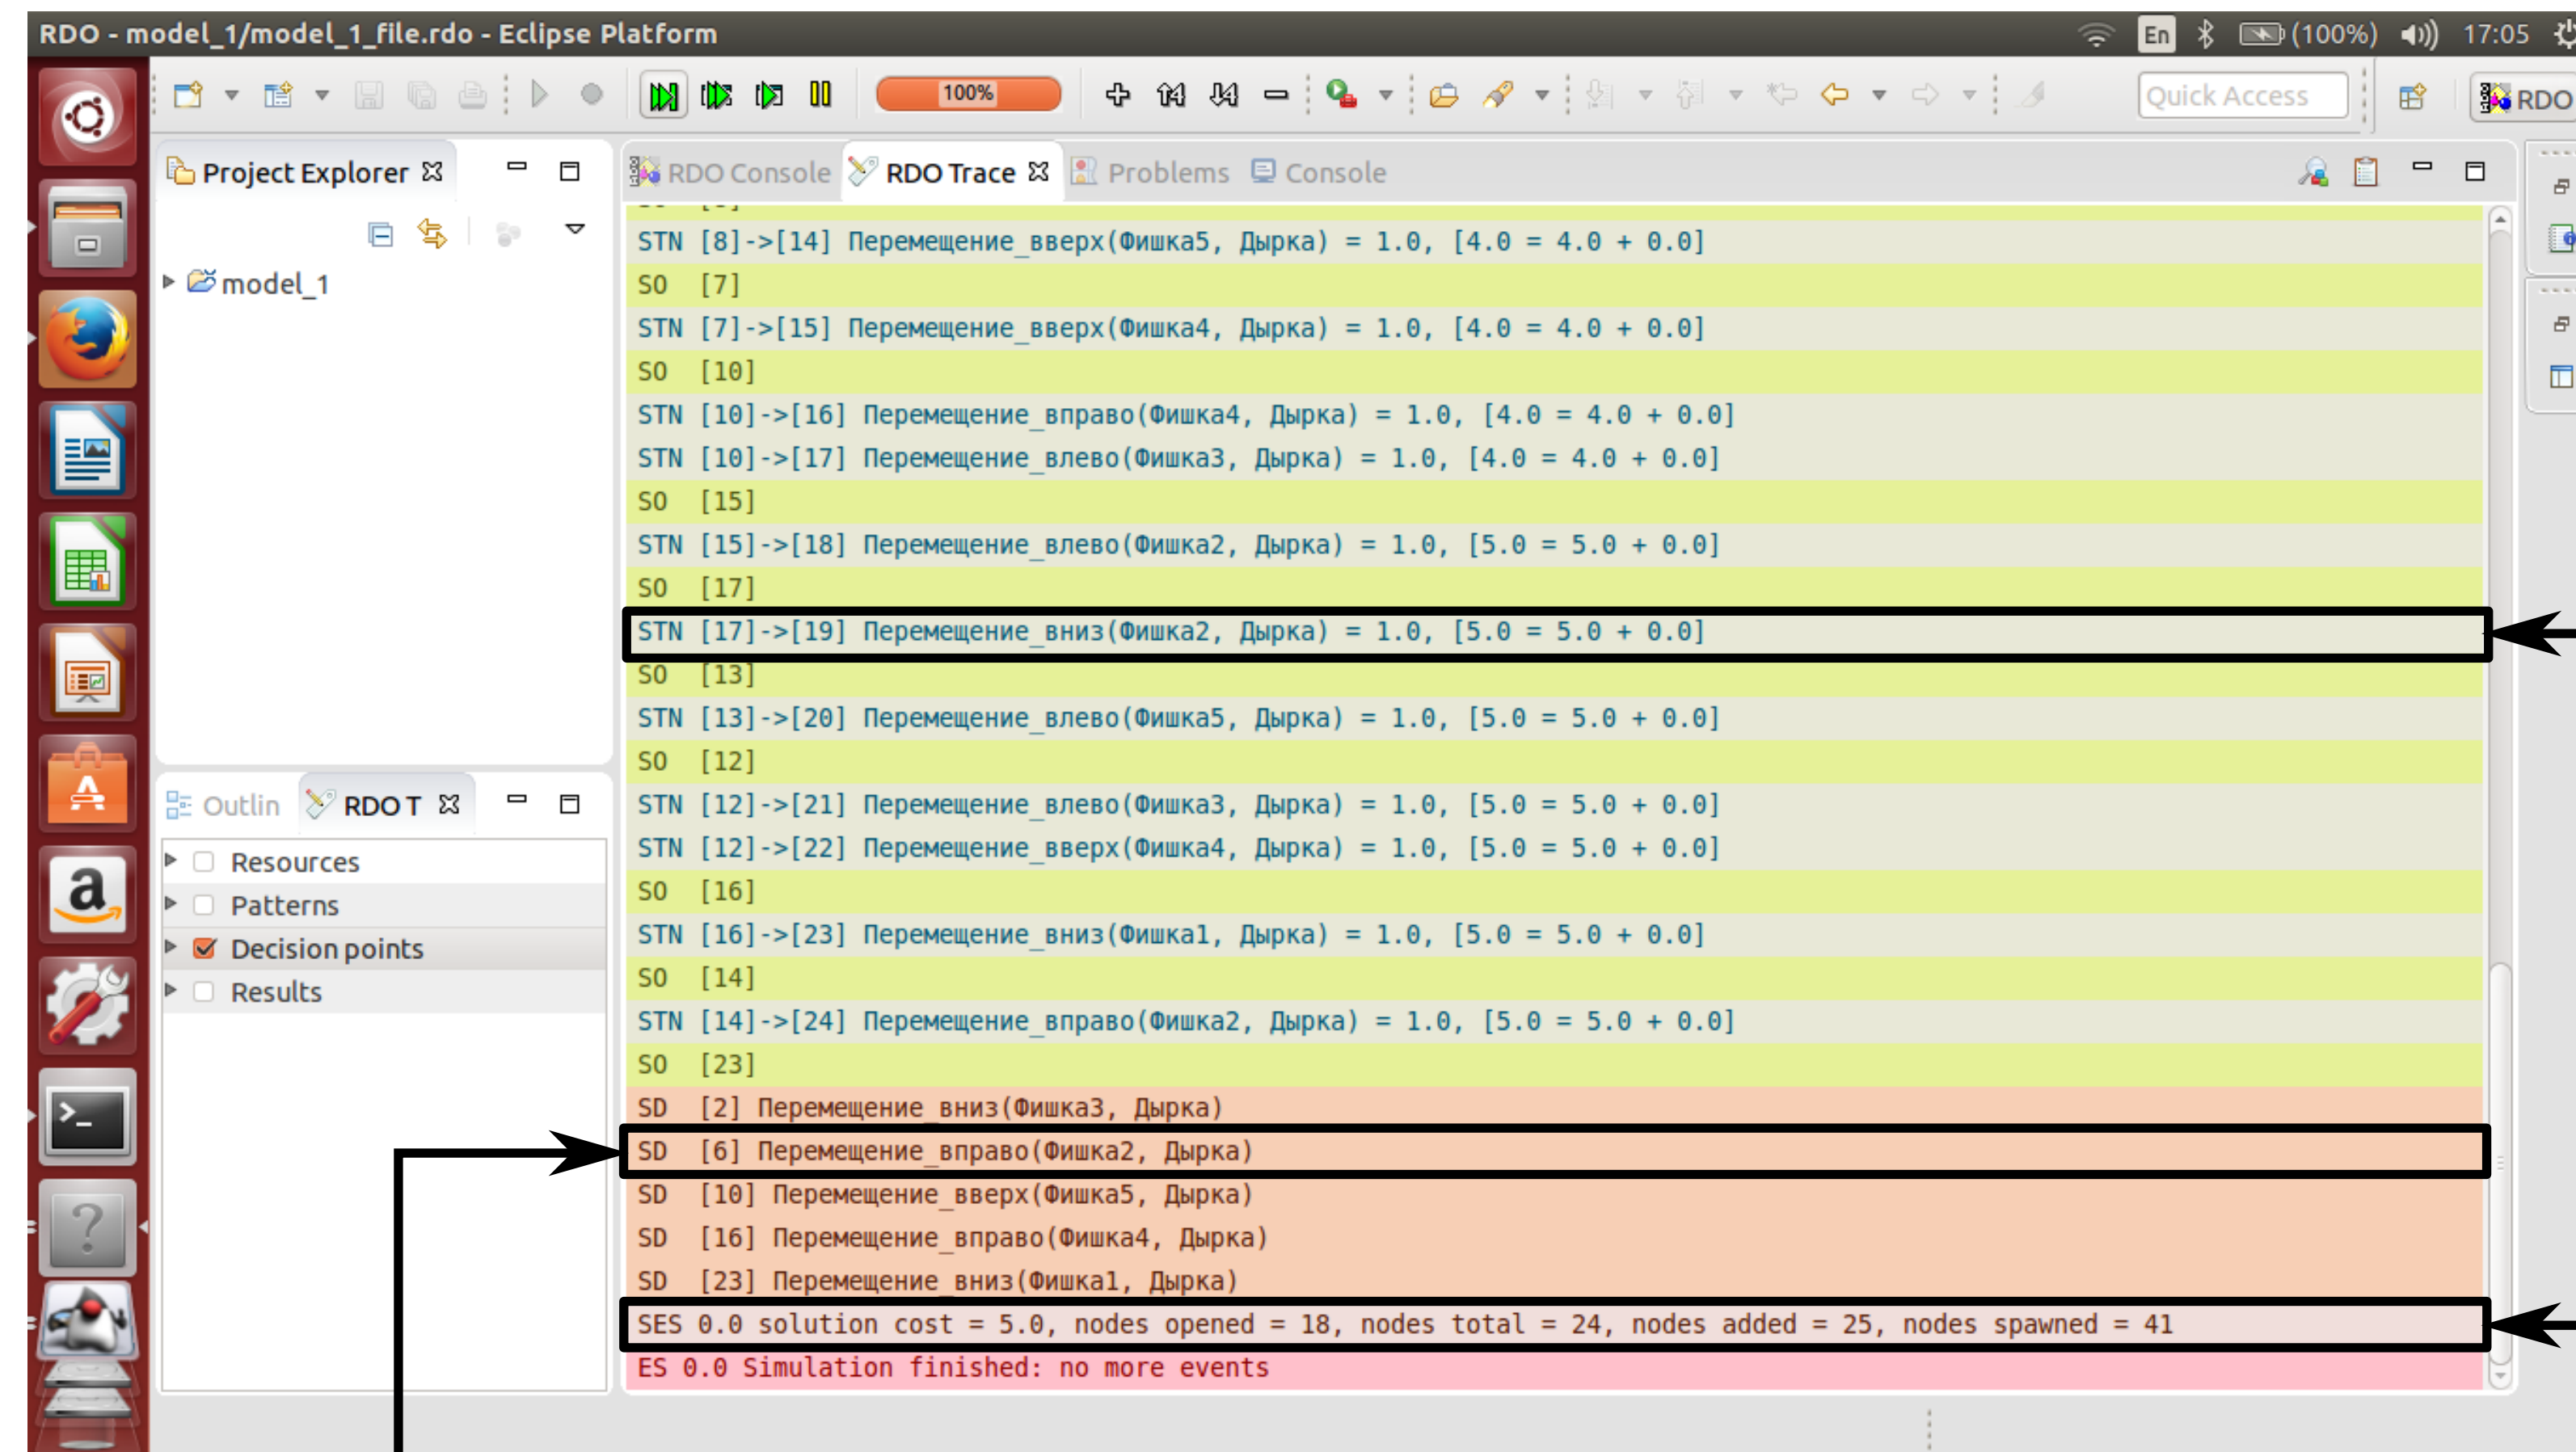 RDO - model_1/model_1_file.rdo - Eclipse Platform
En (100%) 17:05
100%
Quick Access
RDO
Project Explorer
model_1
RDO Console RDO Trace Problems Console
STN [8]->[14] Перемещение_вверх(Фишка5, Дырка) = 1.0, [4.0 = 4.0 + 0.0]
SO [7]
STN [7]->[15] Перемещение_вверх(Фишка4, Дырка) = 1.0, [4.0 = 4.0 + 0.0]
SO [10]
STN [10]->[16] Перемещение_вправо(Фишка4, Дырка) = 1.0, [4.0 = 4.0 + 0.0]
STN [10]->[17] Перемещение_влево(Фишка3, Дырка) = 1.0, [4.0 = 4.0 + 0.0]
SO [15]
STN [15]->[18] Перемещение_влево(Фишка2, Дырка) = 1.0, [5.0 = 5.0 + 0.0]
SO [17]
STN [17]->[19] Перемещение_вниз(Фишка2, Дырка) = 1.0, [5.0 = 5.0 + 0.0]
SO [13]
STN [13]->[20] Перемещение_влево(Фишка5, Дырка) = 1.0, [5.0 = 5.0 + 0.0]
SO [12]
STN [12]->[21] Перемещение_влево(Фишка3, Дырка) = 1.0, [5.0 = 5.0 + 0.0]
STN [12]->[22] Перемещение_вверх(Фишка4, Дырка) = 1.0, [5.0 = 5.0 + 0.0]
SO [16]
STN [16]->[23] Перемещение_вниз(Фишка1, Дырка) = 1.0, [5.0 = 5.0 + 0.0]
SO [14]
STN [14]->[24] Перемещение_вправо(Фишка2, Дырка) = 1.0, [5.0 = 5.0 + 0.0]
SO [23]
SD [2] Перемещение_вниз(Фишка3, Дырка)
SD [6] Перемещение_вправо(Фишка2, Дырка)
SD [10] Перемещение_вверх(Фишка5, Дырка)
SD [16] Перемещение_вправо(Фишка4, Дырка)
SD [23] Перемещение_вниз(Фишка1, Дырка)
SES 0.0 solution cost = 5.0, nodes opened = 18, nodes total = 24, nodes added = 25, nodes spawned = 41
ES 0.0 Simulation finished: no more events
Outlin RDO T
Resources
Patterns
Decision points
Results